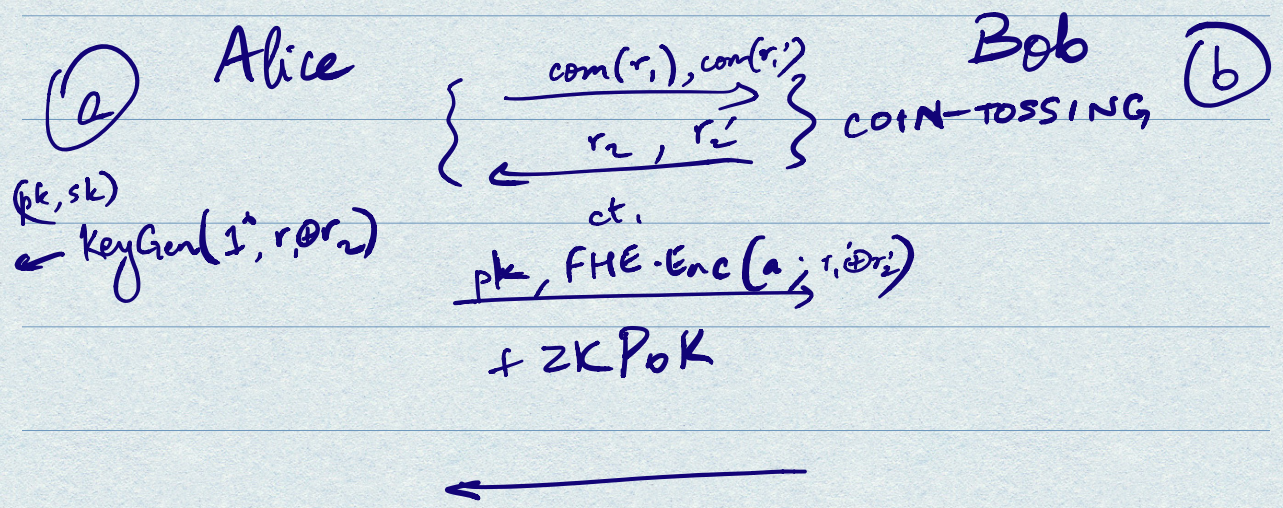 Alice
Bob
a
b
com(r₁), com(r₁')
COIN-TOSSING
r₂, r₂'
(pk, sk)
← KeyGen(1^λ, r₁⊕r₂)
ct₁
pk, FHE.Enc(a; r₁'⊕r₂')
+ ZKPoK